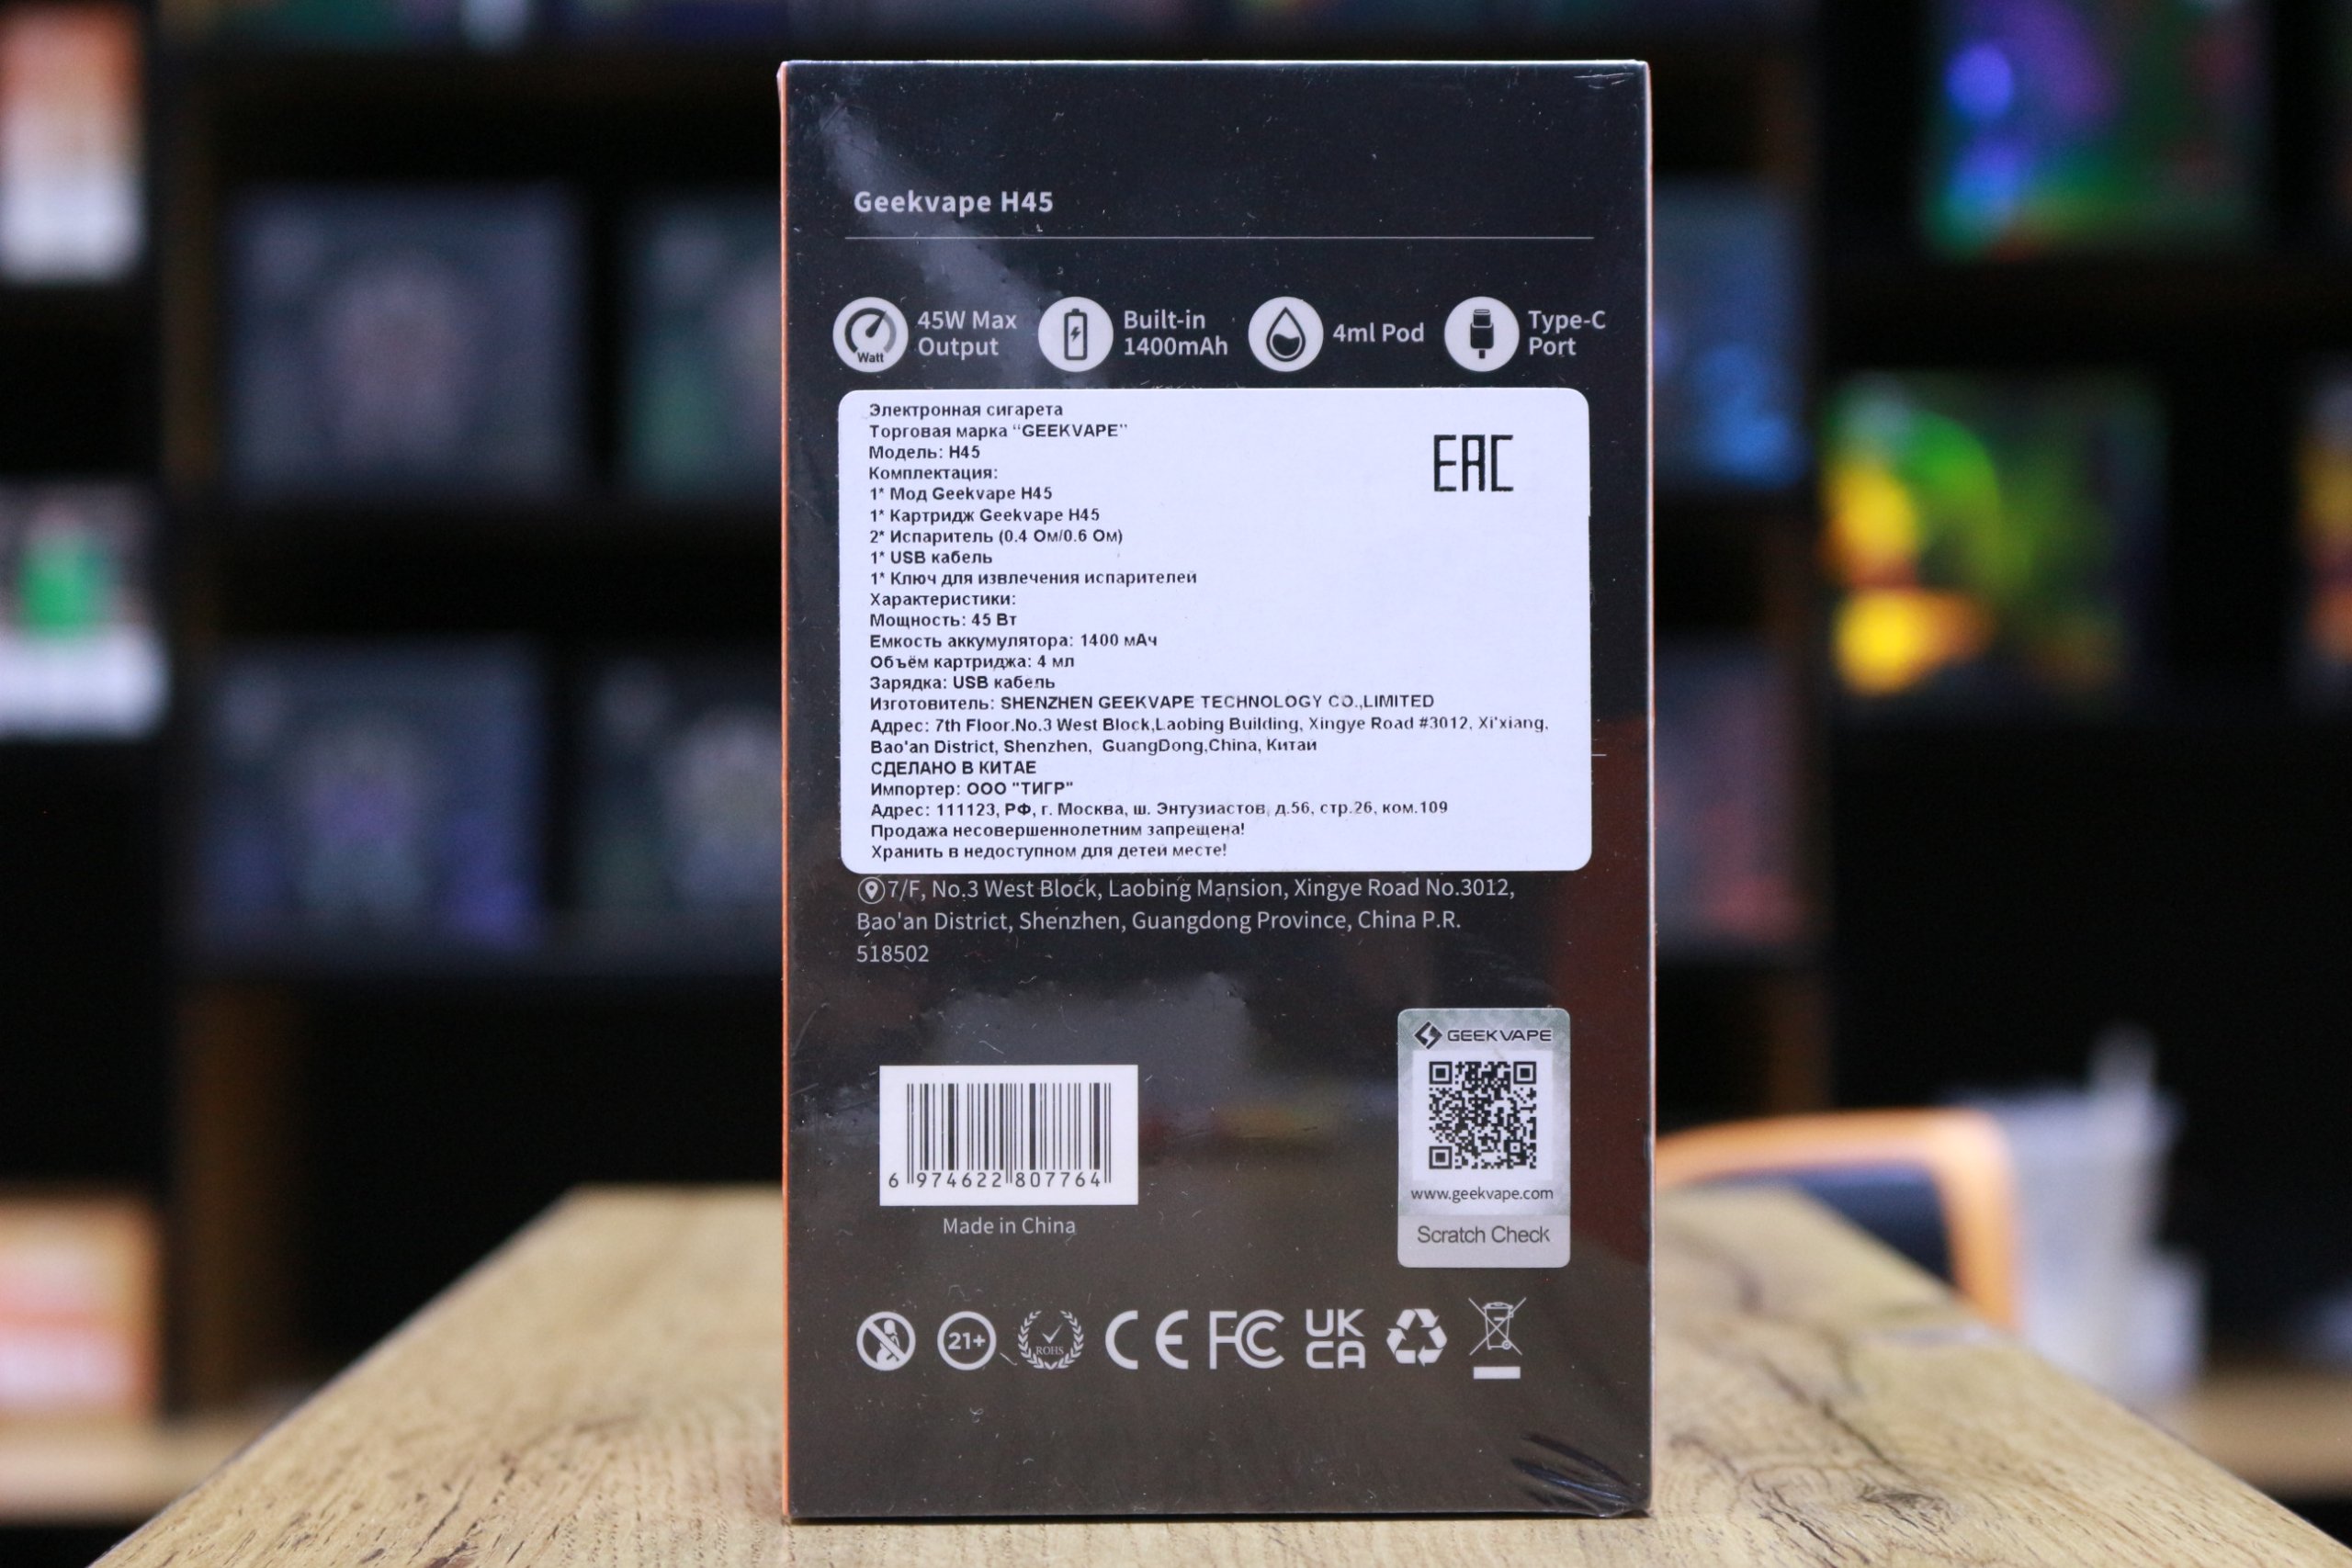 Geekvape H45
Watt
45W Max
Output
Built-in
1400mAh
4ml Pod
Type-C
Port
Электронная сигарета
Торговая марка “GEEKVAPE”
Модель: H45
Комплектация:
1* Мод Geekvape H45
1* Картридж Geekvape H45
2* Испаритель (0.4 Ом/0.6 Ом)
1* USB кабель
1* Ключ для извлечения испарителей
Характеристики:
Мощность: 45 Вт
Емкость аккумулятора: 1400 мАч
Объём картриджа: 4 мл
Зарядка: USB кабель
Изготовитель: SHENZHEN GEEKVAPE TECHNOLOGY CO.,LIMITED
Адрес: 7th Floor.No.3 West Block,Laobing Building, Xingye Road #3012, Xi'xiang,
Bao'an District, Shenzhen, GuangDong,China, Китаи
СДЕЛАНО В КИТАЕ
Импортер: ООО "ТИГР"
Адрес: 111123, РФ, г. Москва, ш. Энтузиастов, д.56, стр.26, ком.109
Продажа несовершеннолетним запрещена!
Хранить в недоступном для детей месте!
EAC
7/F, No.3 West Block, Laobing Mansion, Xingye Road No.3012,
Bao'an District, Shenzhen, Guangdong Province, China P.R.
518502
GEEKVAPE
www.geekvape.com
Scratch Check
6 974622 807764
Made in China
21+
ROHS
CE
FC
UK
CA